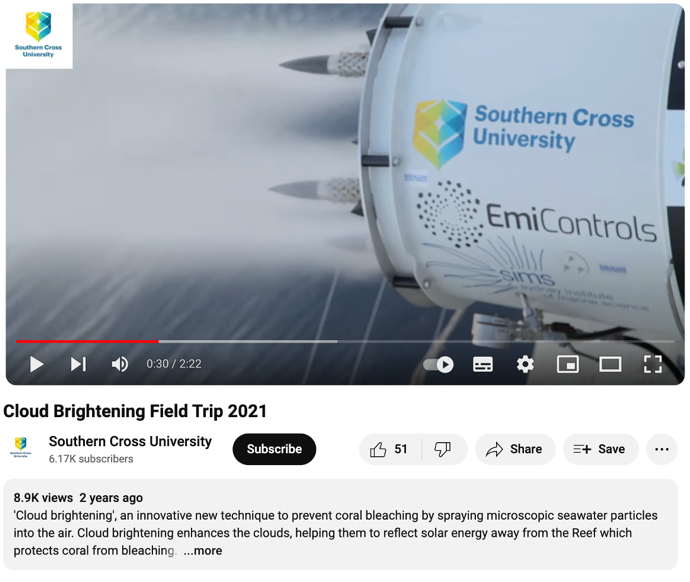 Southern Cross
University
Southern Cross
University
EmiControls
sims
sydney institute
of marine science
0:30 / 2:22
Cloud Brightening Field Trip 2021
Southern Cross University
6.17K subscribers
Subscribe
51
Share
Save
8.9K views 2 years ago
'Cloud brightening', an innovative new technique to prevent coral bleaching by spraying microscopic seawater particles
into the air. Cloud brightening enhances the clouds, helping them to reflect solar energy away from the Reef which
protects coral from bleaching. ...more